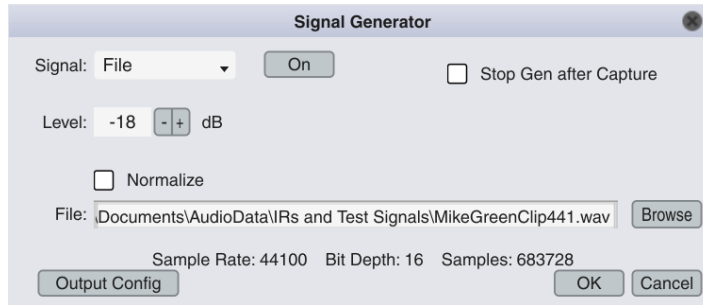 Signal Generator
Signal: File On Stop Gen after Capture
Level: -18 - + dB
Normalize
File: \Documents\AudioData\IRs and Test Signals\MikeGreenClip441.wav Browse
Sample Rate: 44100 Bit Depth: 16 Samples: 683728
Output Config OK Cancel